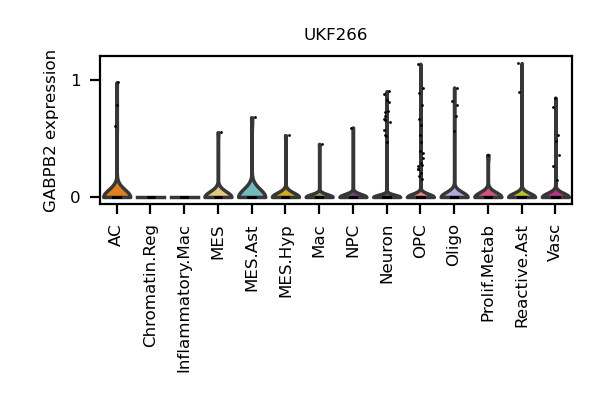 UKF266
GABPB2 expression
1
0
AC
Chromatin.Reg
Inflammatory.Mac
MES
MES.Ast
MES.Hyp
Mac
NPC
Neuron
OPC
Oligo
Prolif.Metab
Reactive.Ast
Vasc